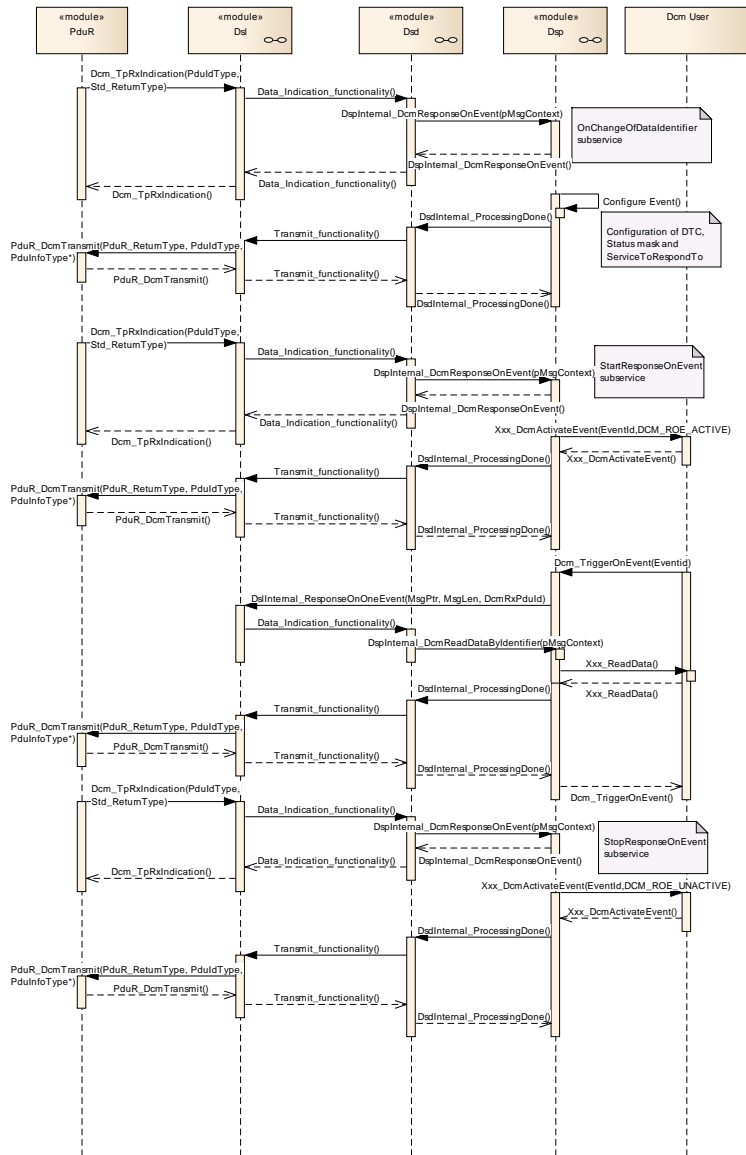 «module»
PduR
«module»
Dsl
«module»
Dsd
«module»
Dsp
Dcm User
Dcm_TpRxIndication(PduIdType,
Std_ReturnType)
Data_Indication_functionality()
DspInternal_DcmResponseOnEvent(pMsgContext)
OnChangeOfDataIdentifier
subservice
DspInternal_DcmResponseOnEvent()
Data_Indication_functionality()
Dcm_TpRxIndication()
Configure Event()
DsdInternal_ProcessingDone()
Configuration of DTC,
Status mask and
ServiceToRespondTo
Transmit_functionality()
PduR_DcmTransmit(PduR_ReturnType, PduIdType,
PduInfoType*)
PduR_DcmTransmit()
Transmit_functionality()
DsdInternal_ProcessingDone()
Dcm_TpRxIndication(PduIdType,
Std_ReturnType)
Data_Indication_functionality()
DspInternal_DcmResponseOnEvent(pMsgContext)
StartResponseOnEvent
subservice
DspInternal_DcmResponseOnEvent()
Data_Indication_functionality()
Dcm_TpRxIndication()
Xxx_DcmActivateEvent(EventId,DCM_ROE_ACTIVE)
Xxx_DcmActivateEvent()
DsdInternal_ProcessingDone()
Transmit_functionality()
PduR_DcmTransmit(PduR_ReturnType, PduIdType,
PduInfoType*)
PduR_DcmTransmit()
Transmit_functionality()
DsdInternal_ProcessingDone()
Dcm_TriggerOnEvent(EventId)
DslInternal_ResponseOnOneEvent(MsgPtr, MsgLen, DcmRxPduId)
Data_Indication_functionality()
DspInternal_DcmReadDataByIdentifier(pMsgContext)
Xxx_ReadData()
Xxx_ReadData()
DsdInternal_ProcessingDone()
Transmit_functionality()
PduR_DcmTransmit(PduR_ReturnType, PduIdType,
PduInfoType*)
PduR_DcmTransmit()
Transmit_functionality()
DsdInternal_ProcessingDone()
Dcm_TriggerOnEvent()
Dcm_TpRxIndication(PduIdType,
Std_ReturnType)
Data_Indication_functionality()
DspInternal_DcmResponseOnEvent(pMsgContext)
StopResponseOnEvent
subservice
DspInternal_DcmResponseOnEvent()
Data_Indication_functionality()
Dcm_TpRxIndication()
Xxx_DcmActivateEvent(EventId,DCM_ROE_UNACTIVE)
Xxx_DcmActivateEvent()
DsdInternal_ProcessingDone()
Transmit_functionality()
PduR_DcmTransmit(PduR_ReturnType, PduIdType,
PduInfoType*)
PduR_DcmTransmit()
Transmit_functionality()
DsdInternal_ProcessingDone()